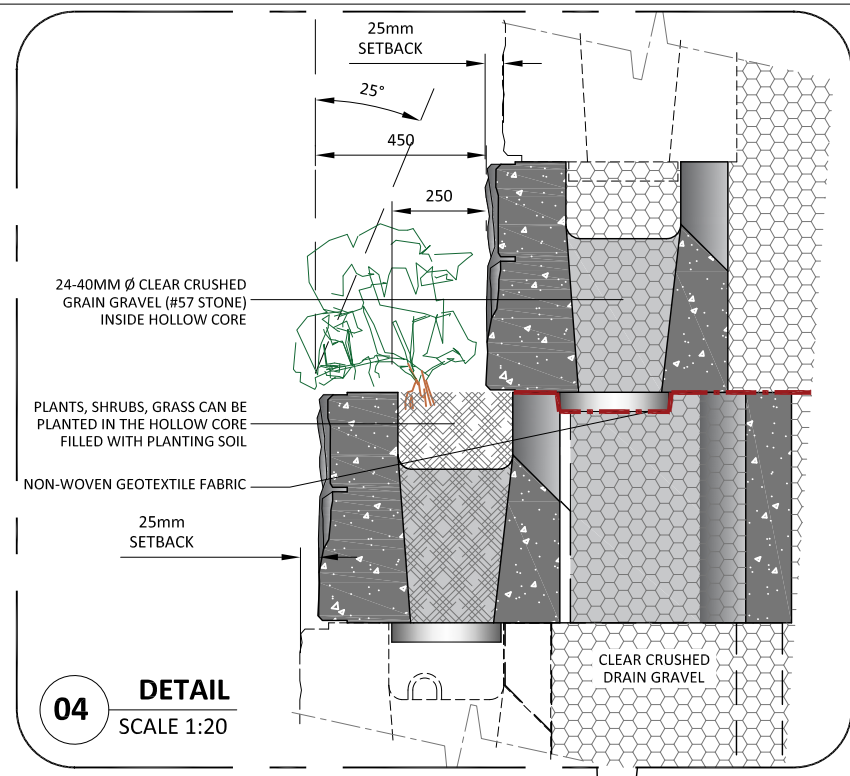 25mm
SETBACK
25°
450
250
24-40MM Ø CLEAR CRUSHED
GRAIN GRAVEL (#57 STONE)
INSIDE HOLLOW CORE
PLANTS, SHRUBS, GRASS CAN BE
PLANTED IN THE HOLLOW CORE
FILLED WITH PLANTING SOIL
NON-WOVEN GEOTEXTILE FABRIC
25mm
SETBACK
CLEAR CRUSHED
DRAIN GRAVEL
04
DETAIL
SCALE 1:20